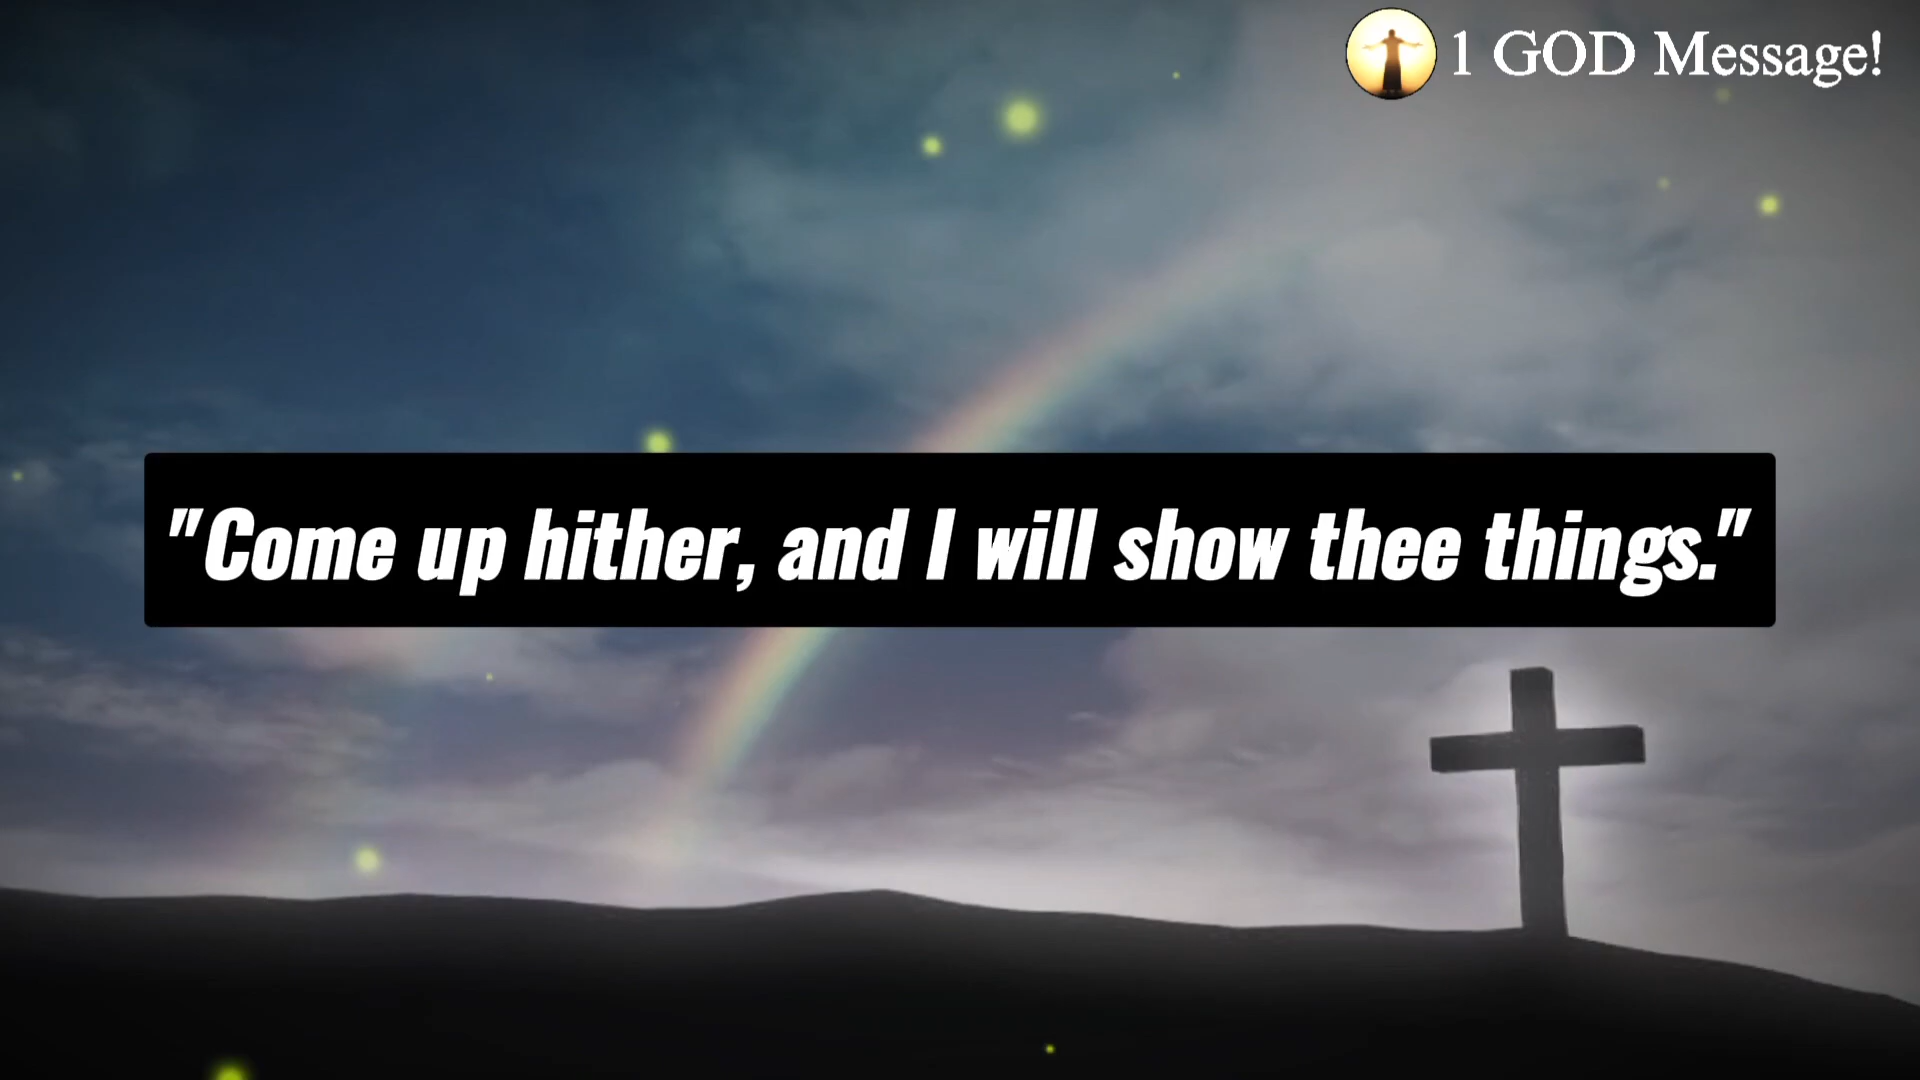 1 GOD Message!
"Come up hither, and I will show thee things."